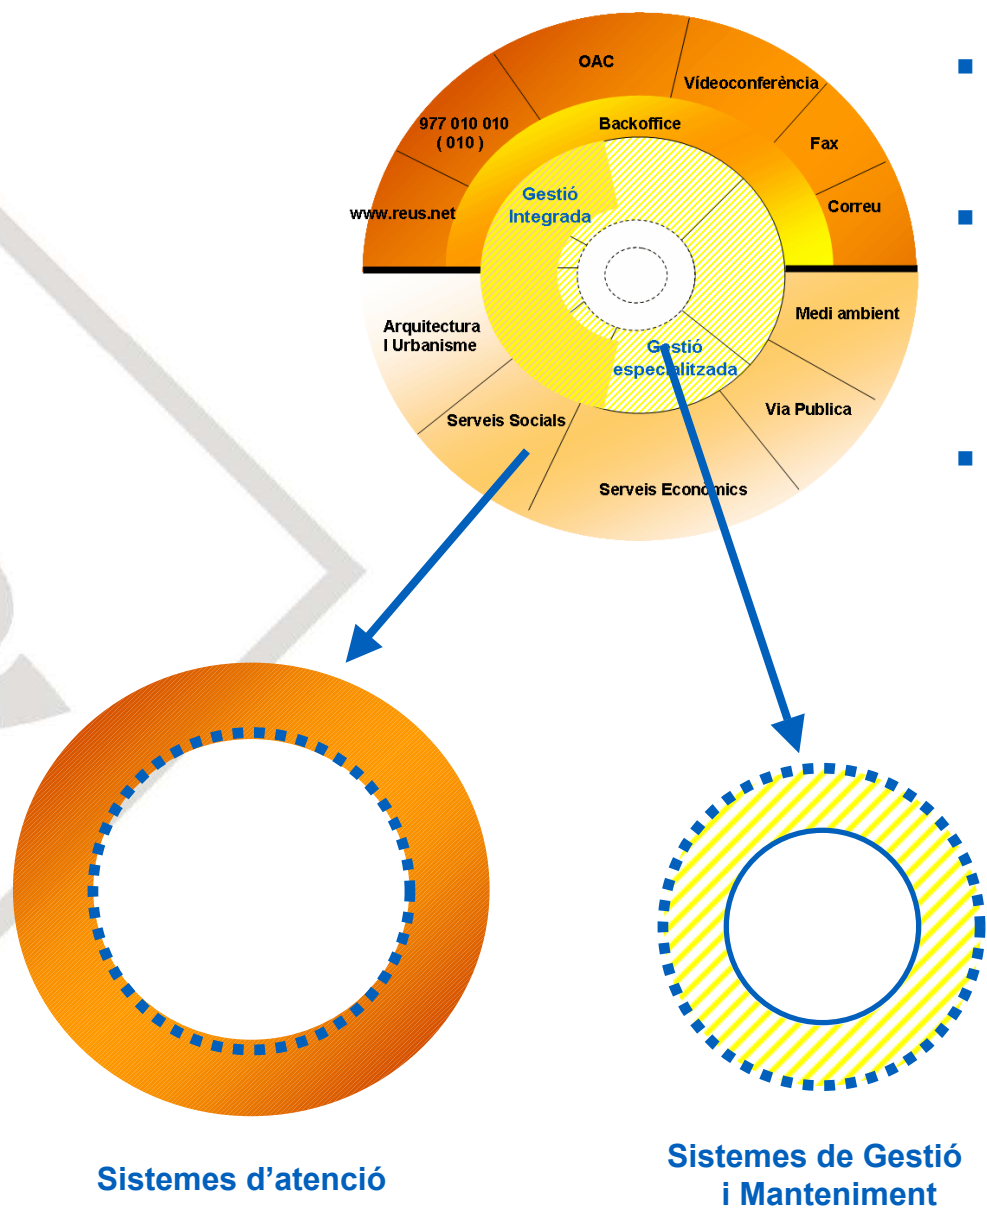 OAC
Vídeoconferència
977 010 010
( 010 )
Backoffice
Fax
www.reus.net
Gestió
Integrada
Correu
Arquitectura
I Urbanisme
Medi ambient
Gestió
especialitzada
Serveis Socials
Via Publica
Serveis Econòmics
Sistemes d’atenció
Sistemes de Gestió
i Manteniment